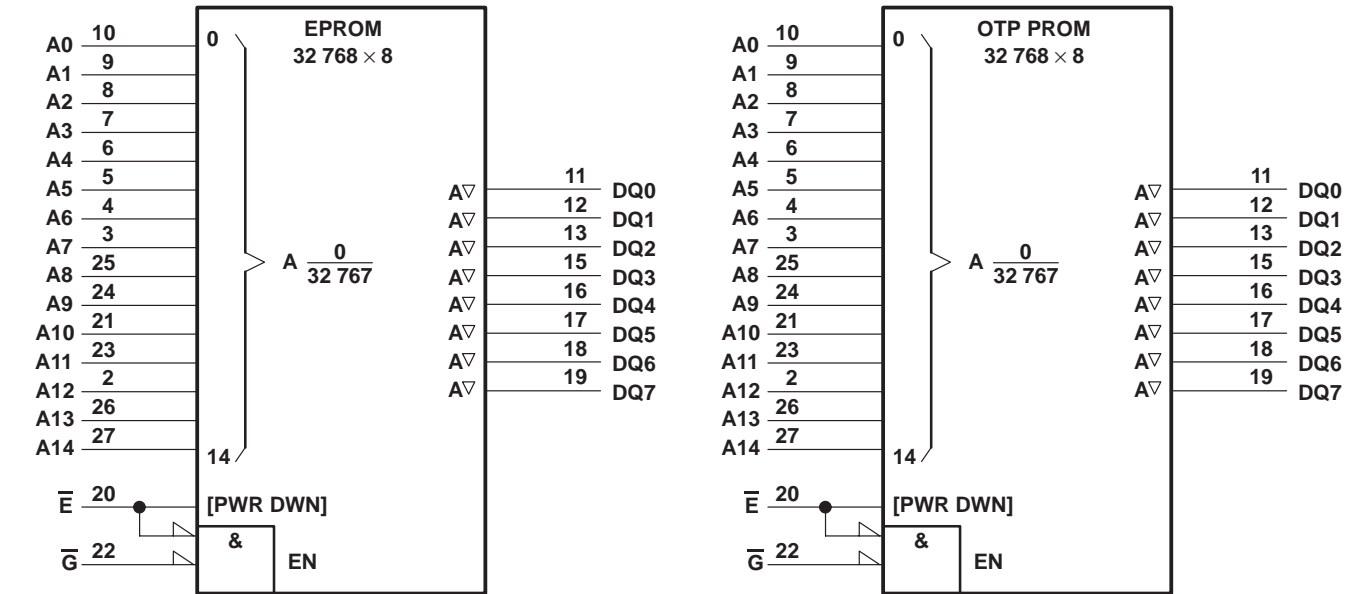 EPROM
32 768 × 8
A0 10 0
A1 9
A2 8
A3 7
A4 6
A5 5 A▽ 11 DQ0
A6 4 A▽ 12 DQ1
A7 3 A▽ 13 DQ2
A8 25 A 0/32 767 A▽ 15 DQ3
A9 24 A▽ 16 DQ4
A10 21 A▽ 17 DQ5
A11 23 A▽ 18 DQ6
A12 2 A▽ 19 DQ7
A13 26
A14 27 14
E̅ 20 [PWR DWN]
&
G̅ 22 EN
OTP PROM
32 768 × 8
A0 10 0
A1 9
A2 8
A3 7
A4 6
A5 5 A▽ 11 DQ0
A6 4 A▽ 12 DQ1
A7 3 A▽ 13 DQ2
A8 25 A 0/32 767 A▽ 15 DQ3
A9 24 A▽ 16 DQ4
A10 21 A▽ 17 DQ5
A11 23 A▽ 18 DQ6
A12 2 A▽ 19 DQ7
A13 26
A14 27 14
E̅ 20 [PWR DWN]
&
G̅ 22 EN